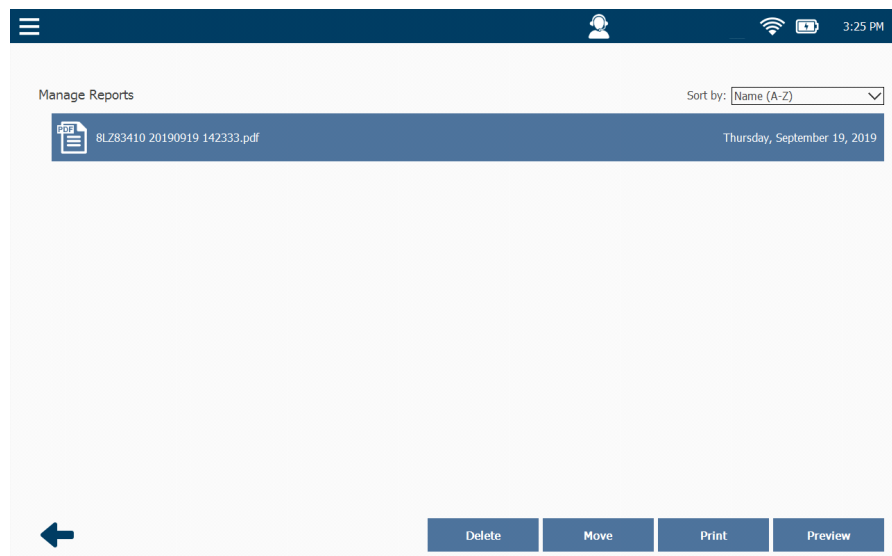 3:25 PM
Manage Reports
Sort by: Name (A-Z)
PDF
8LZ83410 20190919 142333.pdf
Thursday, September 19, 2019
Delete Move Print Preview